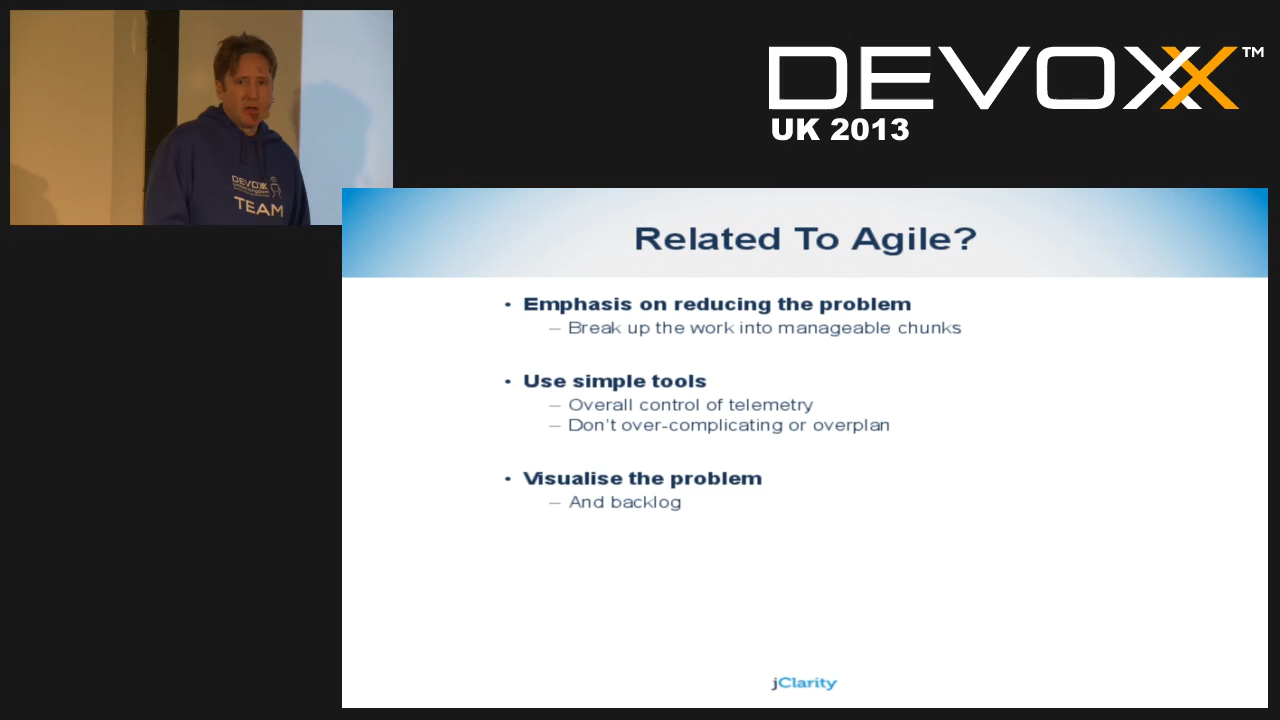 DEVOXX™
UK 2013
DEVOXX
TEAM
Related To Agile?
• Emphasis on reducing the problem
– Break up the work into manageable chunks
• Use simple tools
– Overall control of telemetry
– Don't over-complicating or overplan
• Visualise the problem
– And backlog
jClarity